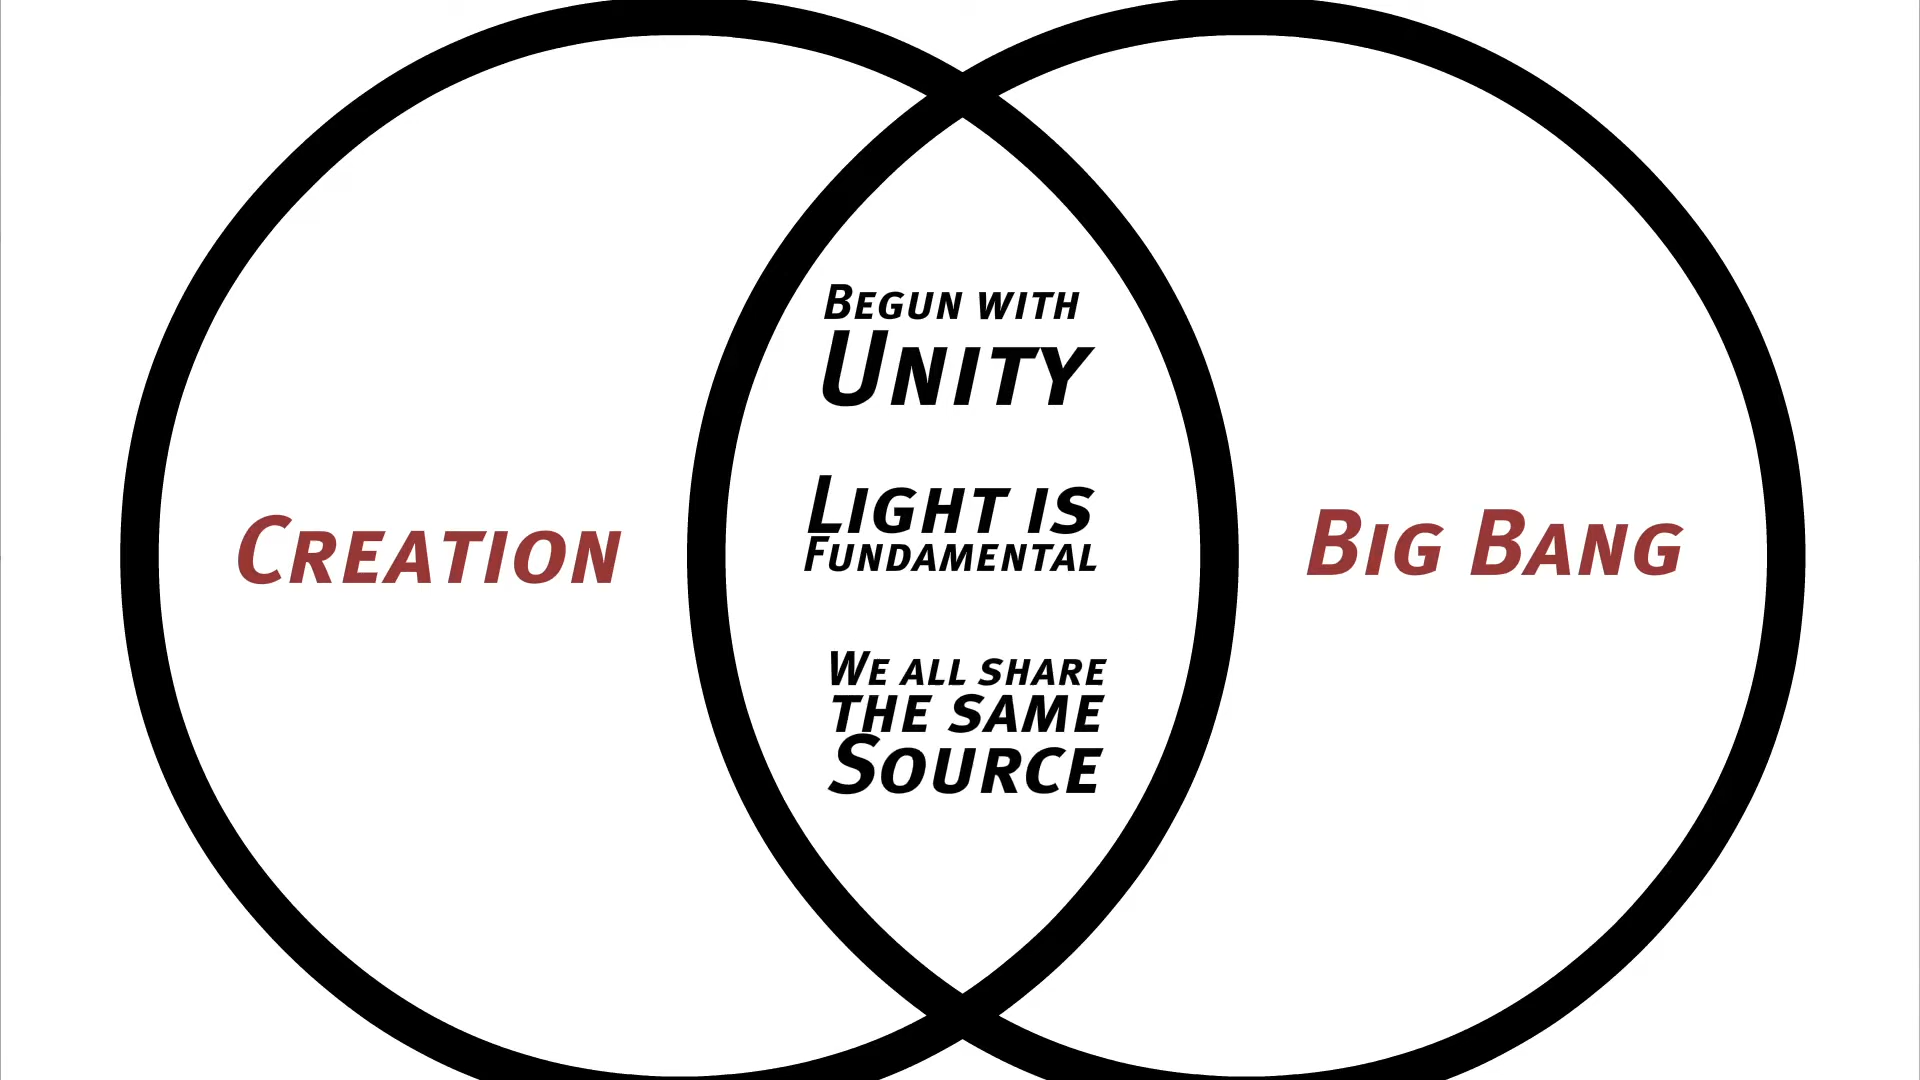 Begun with
Unity
Light is
Fundamental
We all share
the same
Source
Creation
Big Bang